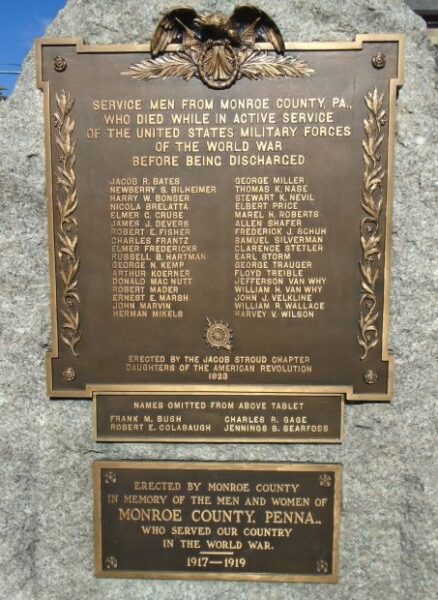 SERVICE MEN FROM MONROE COUNTY, PA.,
WHO DIED WHILE IN ACTIVE SERVICE
OF THE UNITED STATES MILITARY FORCES
OF THE WORLD WAR
BEFORE BEING DISCHARGED
JACOB R. BATES
NEWBERRY S. BILHEIMER
HARRY W. BONSER
NICOLA BRELATTA
ELMER C. CRUSE
JAMES J. DEVERS
ROBERT E. FISHER
CHARLES FRANTZ
ELMER FREDERICKS
RUSSELL B. HARTMAN
GEORGE N. KEMP
ARTHUR KOERNER
DONALD MAC NUTT
ROBERT MADER
ERNEST E. MARSH
JOHN MARVIN
HERMAN MIKELS
GEORGE MILLER
THOMAS K. NASE
STEWART K. NEVIL
ELBERT PRICE
MAREL H. ROBERTS
ALLEN SHAFER
FREDERICK J. SCHUH
SAMUEL SILVERMAN
CLARENCE STETLER
EARL STORM
GEORGE TRAUGER
FLOYD TREIBLE
JEFFERSON VAN WHY
WILLIAM H. VAN WHY
JOHN J. VELKLINE
WILLIAM R. WALLACE
HARVEY V. WILSON
ERECTED BY THE JACOB STROUD CHAPTER
DAUGHTERS OF THE AMERICAN REVOLUTION
1923
NAMES OMITTED FROM ABOVE TABLET
FRANK M. BUSH
ROBERT E. COLABAUGH
CHARLES R. GAGE
JENNINGS B. SEARFOSS
ERECTED BY MONROE COUNTY
IN MEMORY OF THE MEN AND WOMEN OF
MONROE COUNTY, PENNA.,
WHO SERVED OUR COUNTRY
IN THE WORLD WAR.
1917—1919